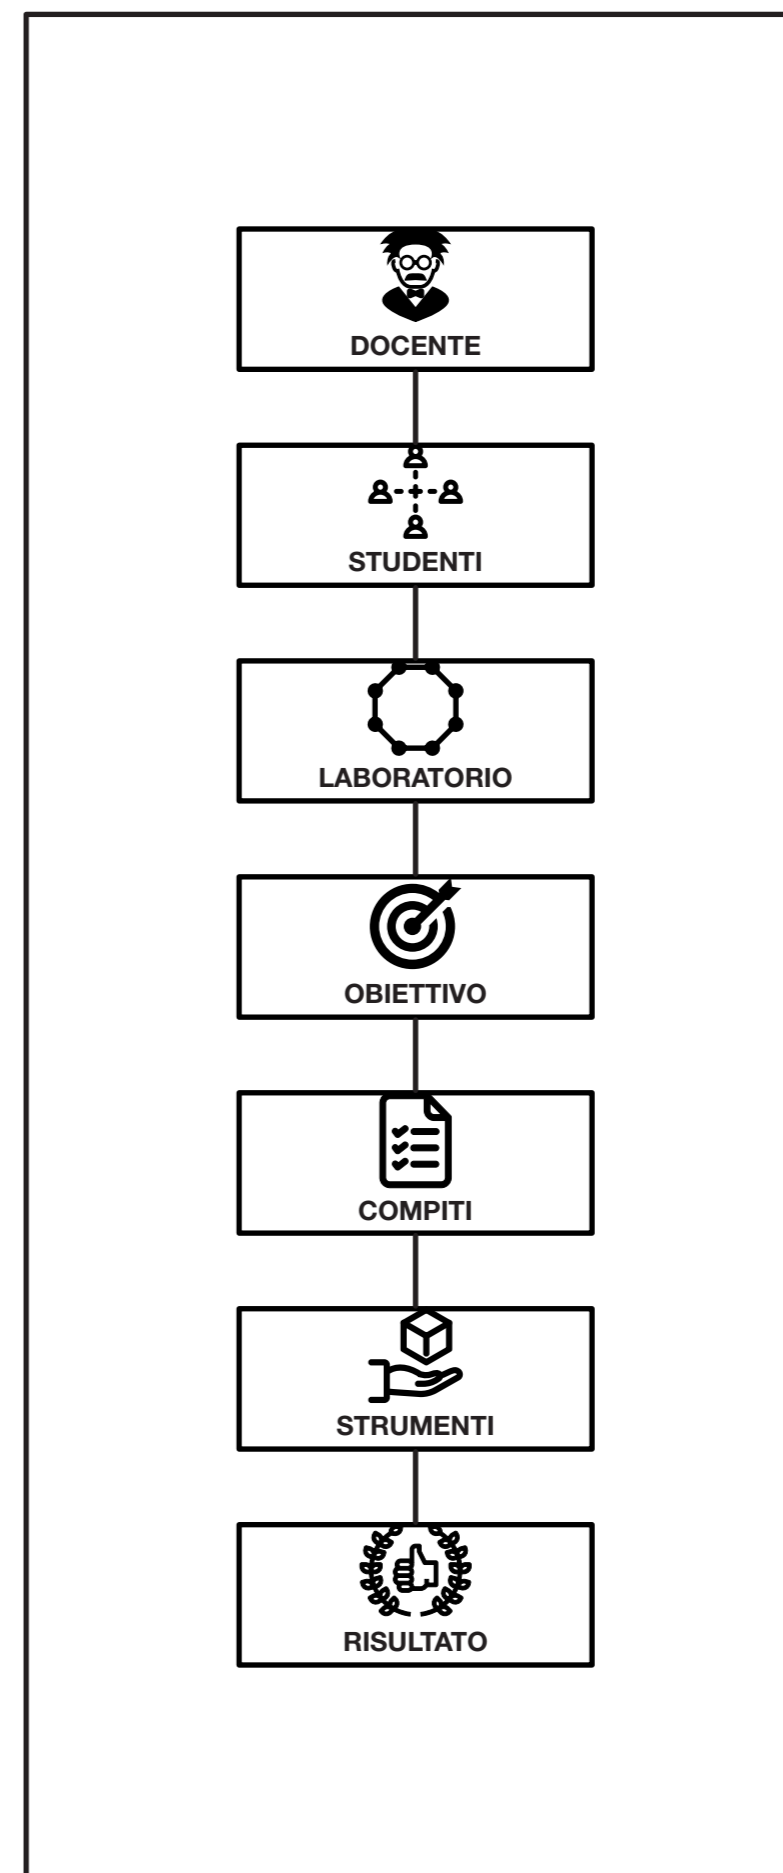 DOCENTE
STUDENTI
LABORATORIO
OBIETTIVO
COMPITI
STRUMENTI
RISULTATO